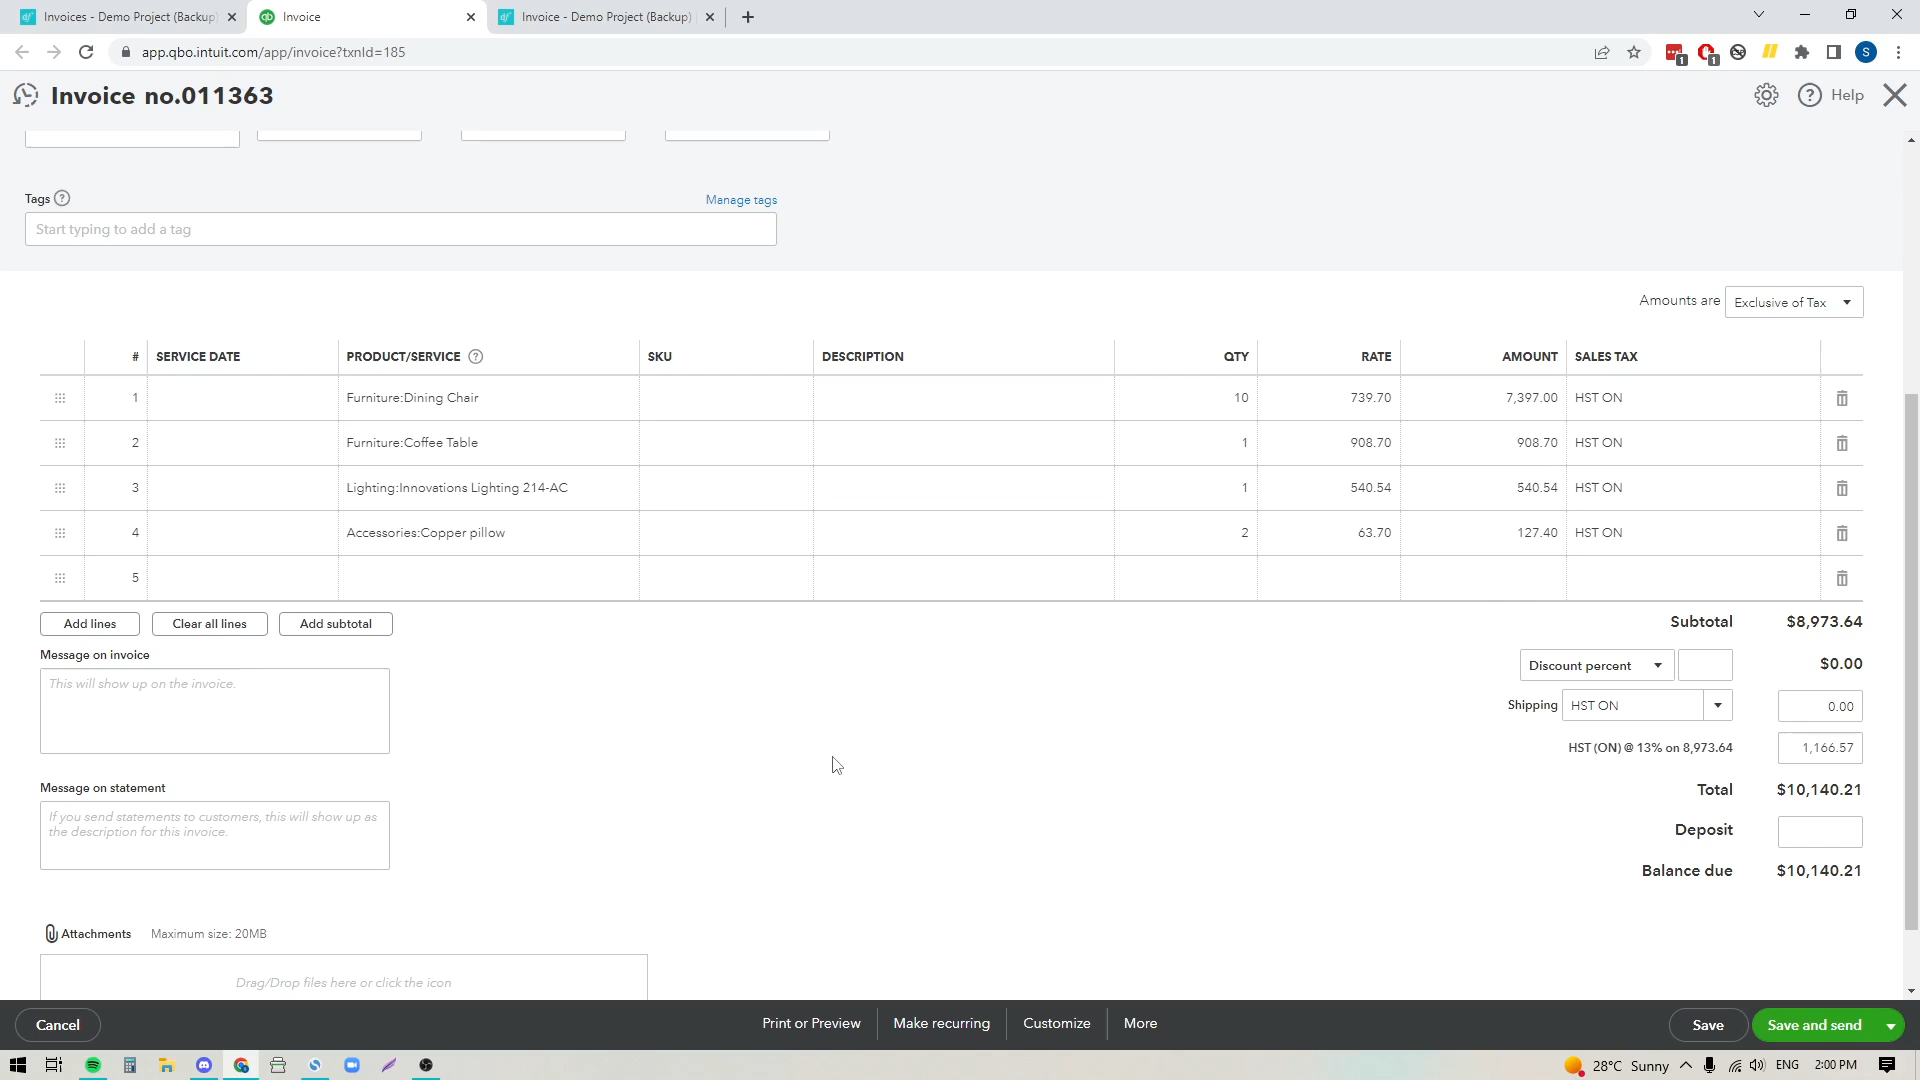 Invoices - Demo Project (Backup)
Invoice
Invoice - Demo Project (Backup)
app.qbo.intuit.com/app/invoice?txnId=185
1
1
S
Invoice no.011363
Help
Tags
Manage tags
Start typing to add a tag
Amounts are Exclusive of Tax
# SERVICE DATE PRODUCT/SERVICE SKU DESCRIPTION QTY RATE AMOUNT SALES TAX
1 Furniture:Dining Chair 10 739.70 7,397.00 HST ON
2 Furniture:Coffee Table 1 908.70 908.70 HST ON
3 Lighting:Innovations Lighting 214-AC 1 540.54 540.54 HST ON
4 Accessories:Copper pillow 2 63.70 127.40 HST ON
5
Add lines Clear all lines Add subtotal
Subtotal $8,973.64
Message on invoice
This will show up on the invoice.
Discount percent $0.00
Shipping HST ON 0.00
HST (ON) @ 13% on 8,973.64 1,166.57
Message on statement
Total $10,140.21
If you send statements to customers, this will show up as
the description for this invoice.
Deposit
Balance due $10,140.21
Attachments Maximum size: 20MB
Drag/Drop files here or click the icon
Cancel Print or Preview Make recurring Customize More Save Save and send
28°C Sunny ENG 2:00 PM